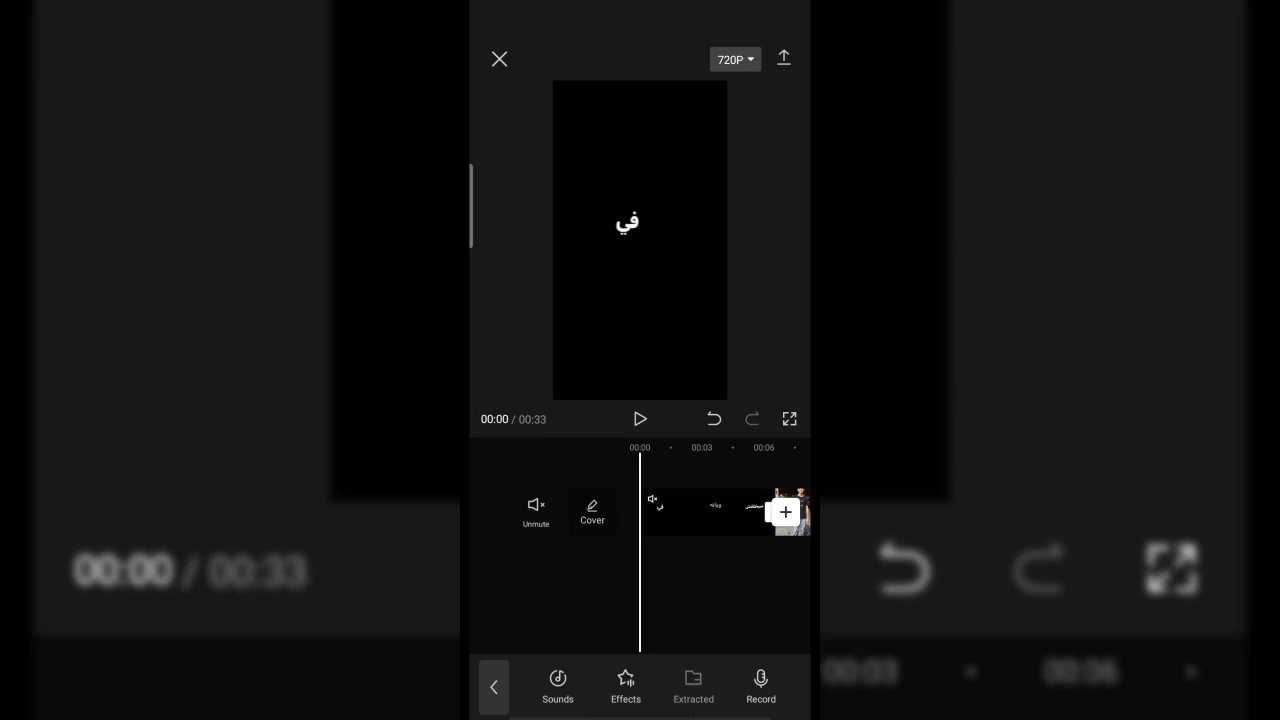 720P
في
00:00 / 00:33
00:00 00:03 00:06
Unmute
Cover
في
Sounds
Effects
Extracted
Record
00:00 / 00:33
00:03 00:06